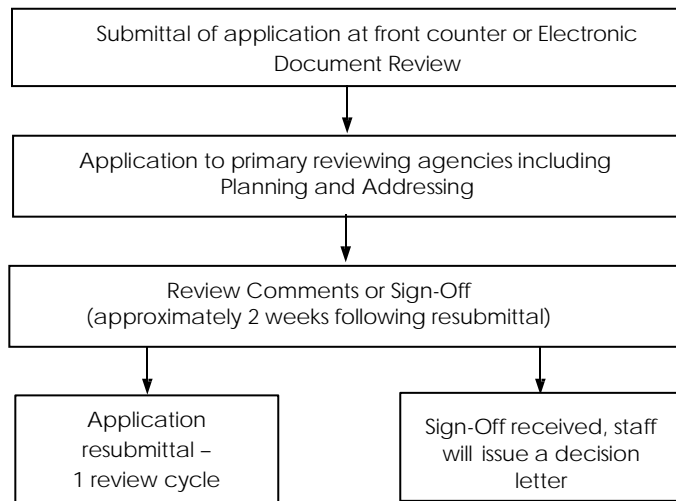 Submittal of application at front counter or Electronic
Document Review
Application to primary reviewing agencies including
Planning and Addressing
Review Comments or Sign-Off
(approximately 2 weeks following resubmittal)
Application
resubmittal –
1 review cycle
Sign-Off received, staff
will issue a decision
letter